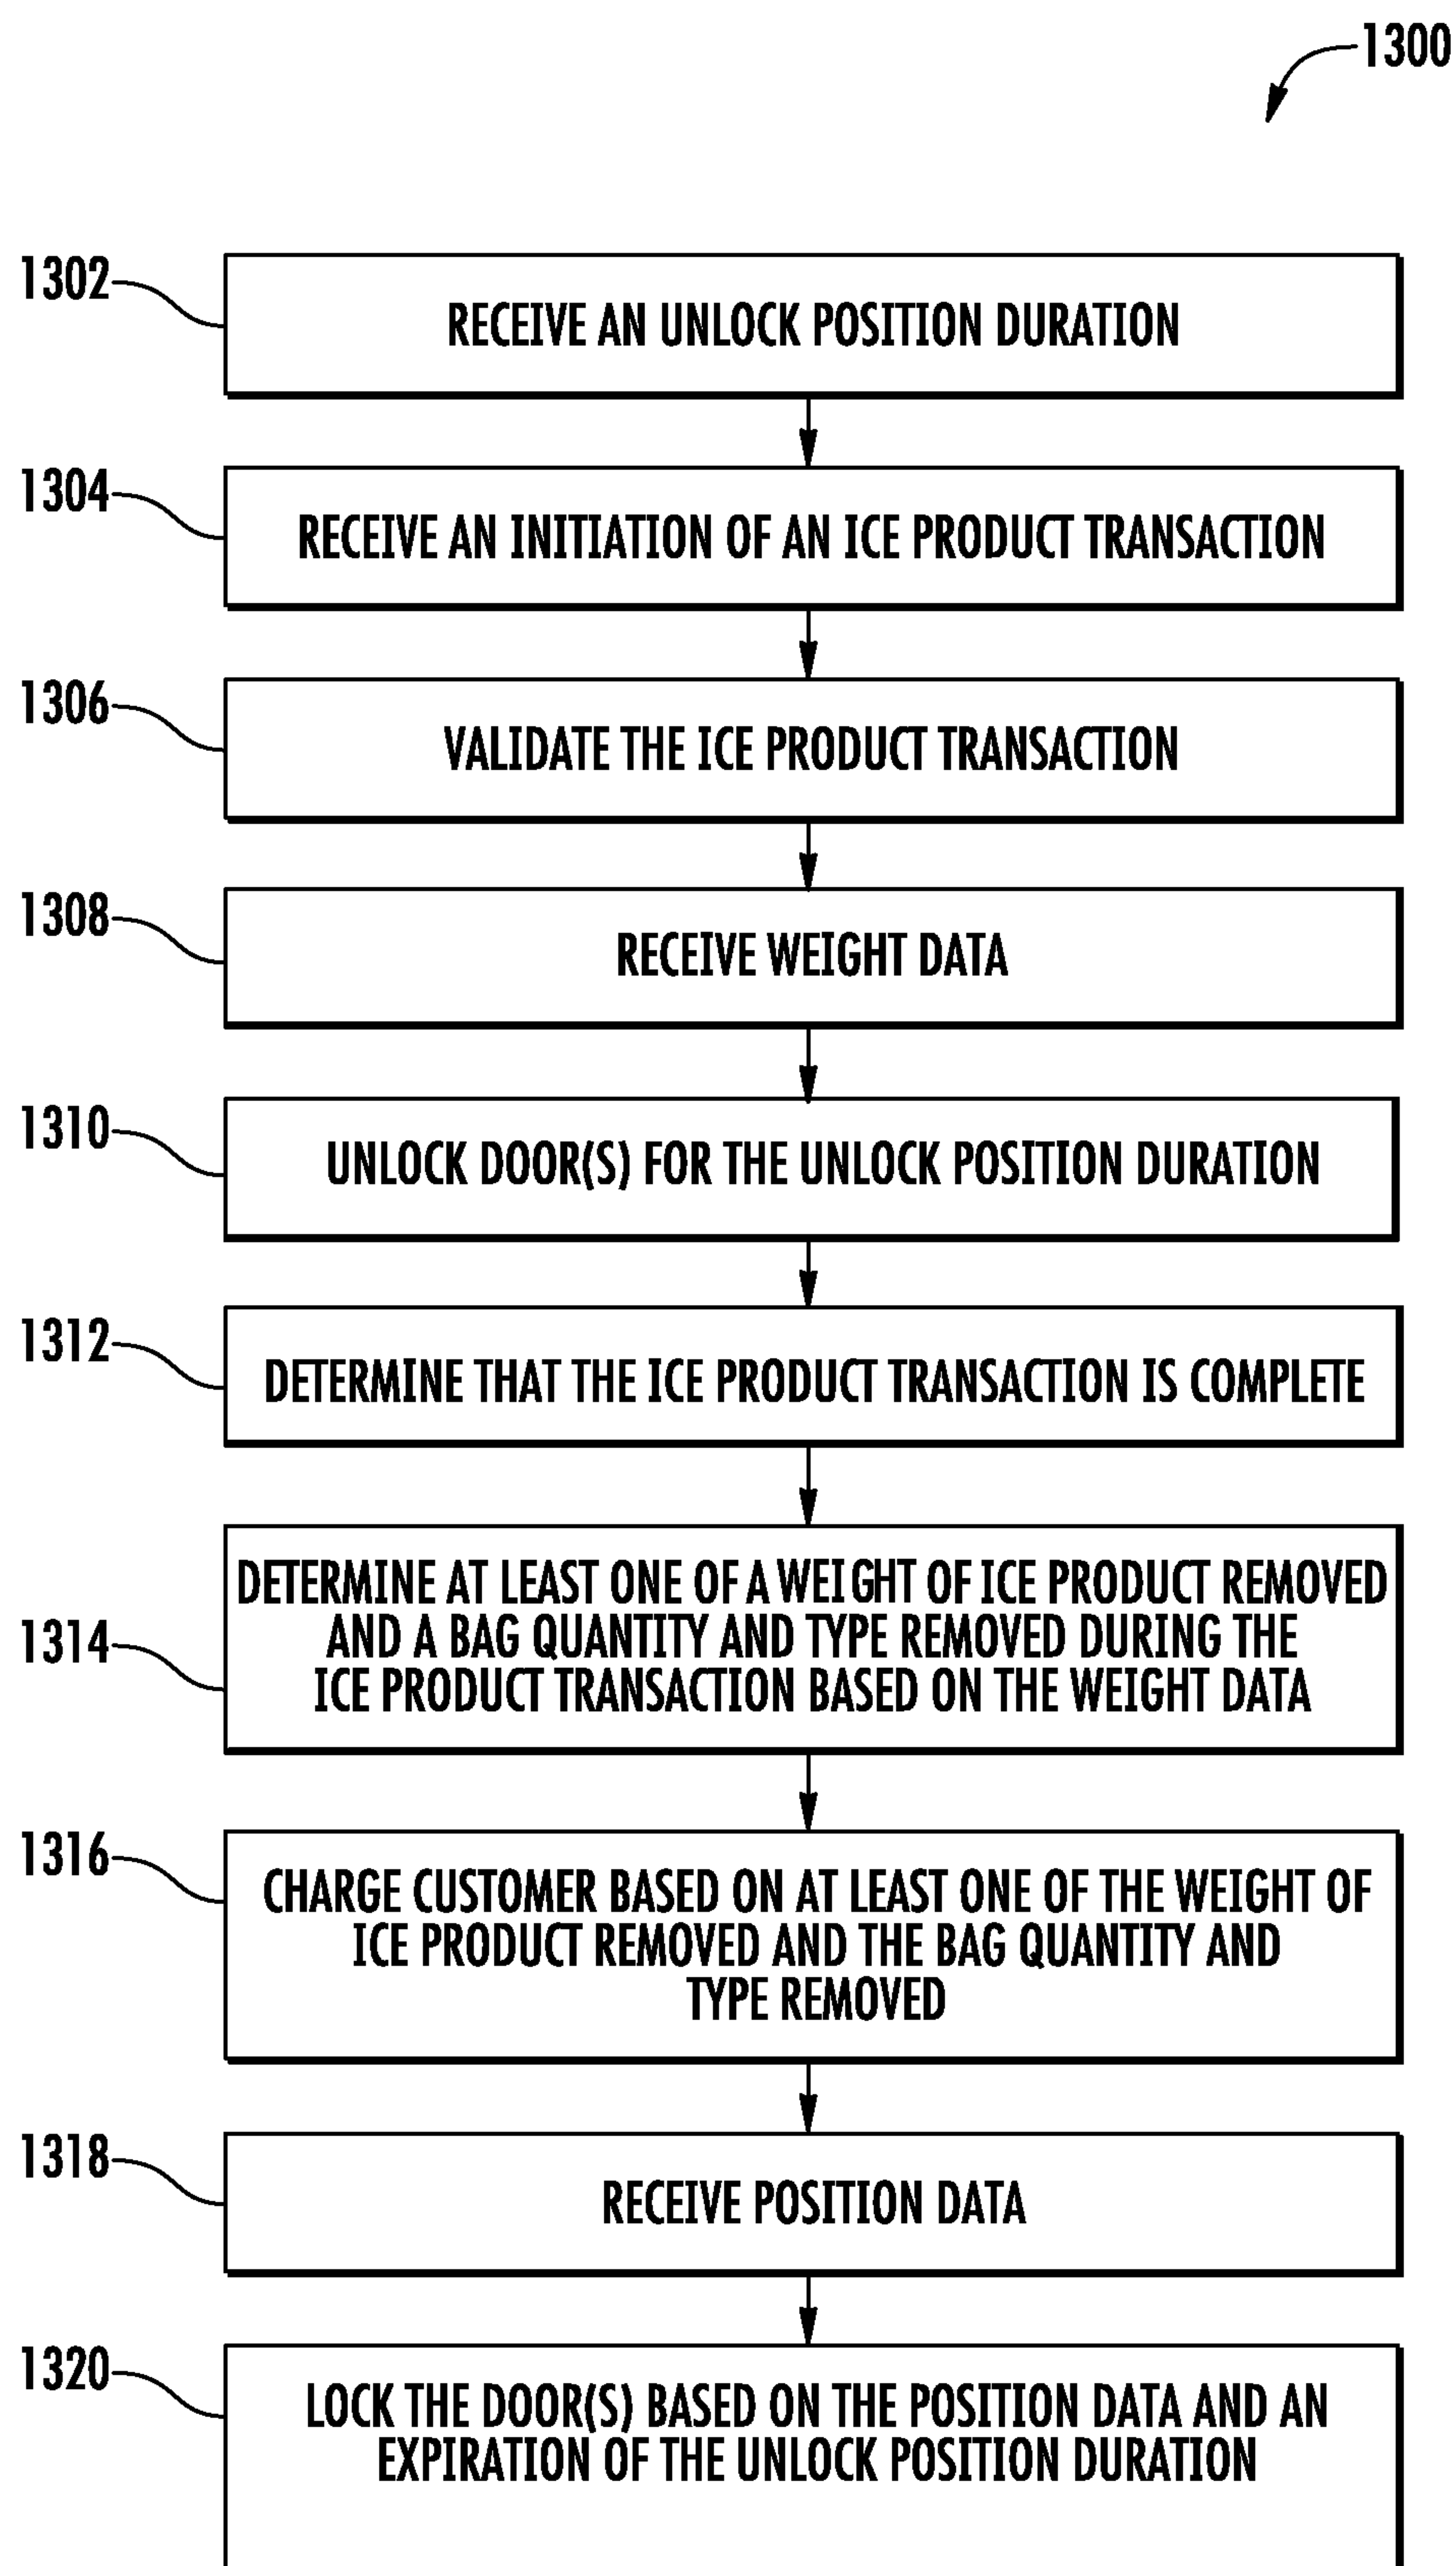 1300
1302
RECEIVE AN UNLOCK POSITION DURATION
1304
RECEIVE AN INITIATION OF AN ICE PRODUCT TRANSACTION
1306
VALIDATE THE ICE PRODUCT TRANSACTION
1308
RECEIVE WEIGHT DATA
1310
UNLOCK DOOR(S) FOR THE UNLOCK POSITION DURATION
1312
DETERMINE THAT THE ICE PRODUCT TRANSACTION IS COMPLETE
1314
DETERMINE AT LEAST ONE OF A WEIGHT OF ICE PRODUCT REMOVED
AND A BAG QUANTITY AND TYPE REMOVED DURING THE
ICE PRODUCT TRANSACTION BASED ON THE WEIGHT DATA
1316
CHARGE CUSTOMER BASED ON AT LEAST ONE OF THE WEIGHT OF
ICE PRODUCT REMOVED AND THE BAG QUANTITY AND
TYPE REMOVED
1318
RECEIVE POSITION DATA
1320
LOCK THE DOOR(S) BASED ON THE POSITION DATA AND AN
EXPIRATION OF THE UNLOCK POSITION DURATION